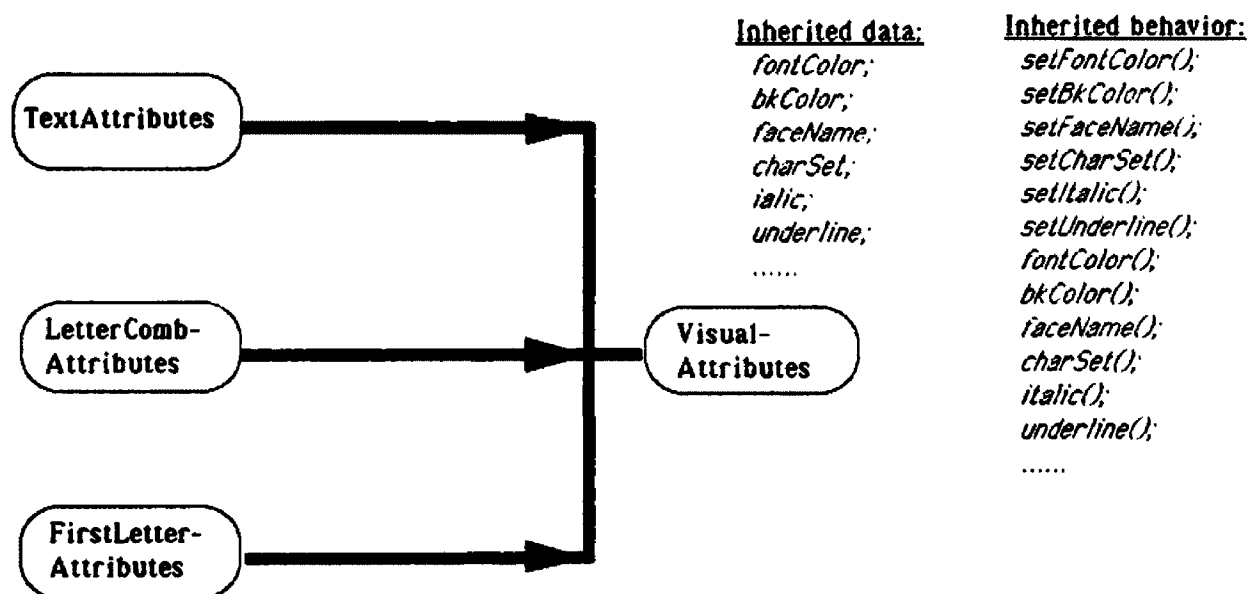 TextAttributes
LetterComb-
Attributes
FirstLetter-
Attributes
Visual-
Attributes
Inherited data:
fontColor;
bkColor;
faceName;
charSet;
ialic;
underline;
......
Inherited behavior:
setFontColor();
setBkColor();
setFaceName();
setCharSet();
setItalic();
setUnderline();
fontColor();
bkColor();
faceName();
charSet();
italic();
underline();
......